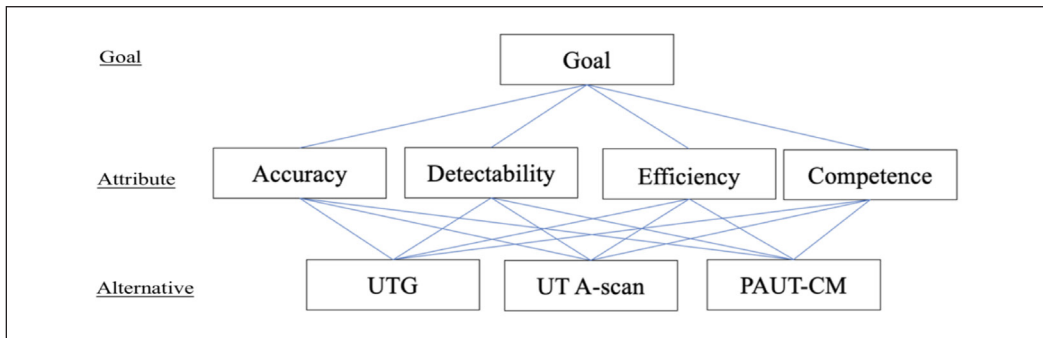 Goal
Goal
Attribute
Accuracy
Detectability
Efficiency
Competence
Alternative
UTG
UT A-scan
PAUT-CM